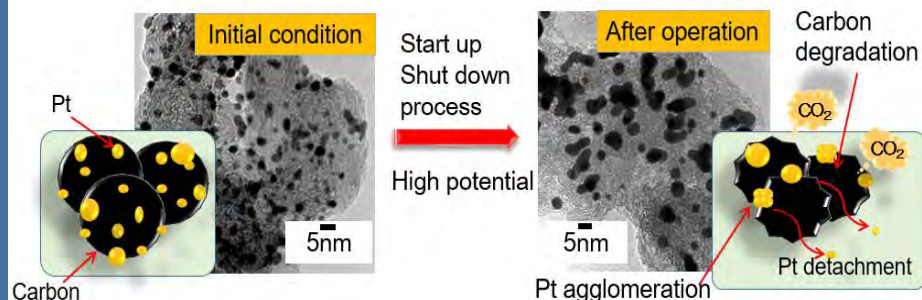 Initial condition
Pt
Carbon
5nm
Start up
Shut down
process
High potential
After operation
5nm
Carbon
degradation
CO2
CO2
Pt detachment
Pt agglomeration